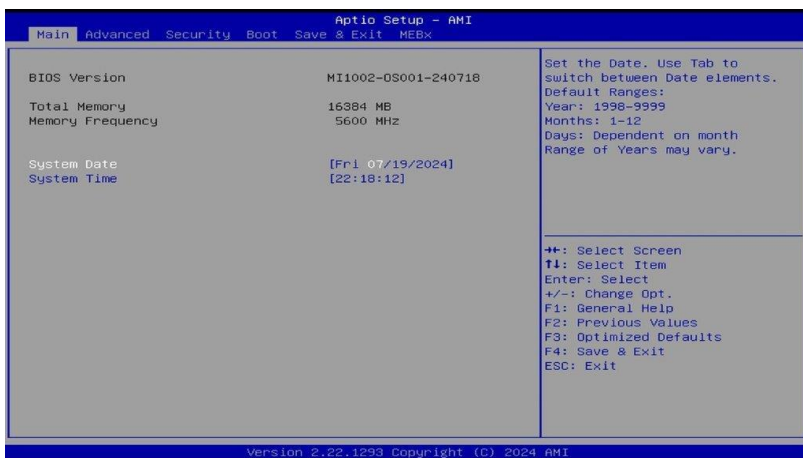 Aptio Setup – AMI
Main Advanced Security Boot Save & Exit MEBx
BIOS Version MI1002-OS001-240718
Total Memory 16384 MB
Memory Frequency 5600 MHz
System Date [Fri 07/19/2024]
System Time [22:18:12]
Set the Date. Use Tab to
switch between Date elements.
Default Ranges:
Year: 1998-9999
Months: 1-12
Days: Dependent on month
Range of Years may vary.
→←: Select Screen
↑↓: Select Item
Enter: Select
+/-: Change Opt.
F1: General Help
F2: Previous Values
F3: Optimized Defaults
F4: Save & Exit
ESC: Exit
Version 2.22.1293 Copyright (C) 2024 AMI